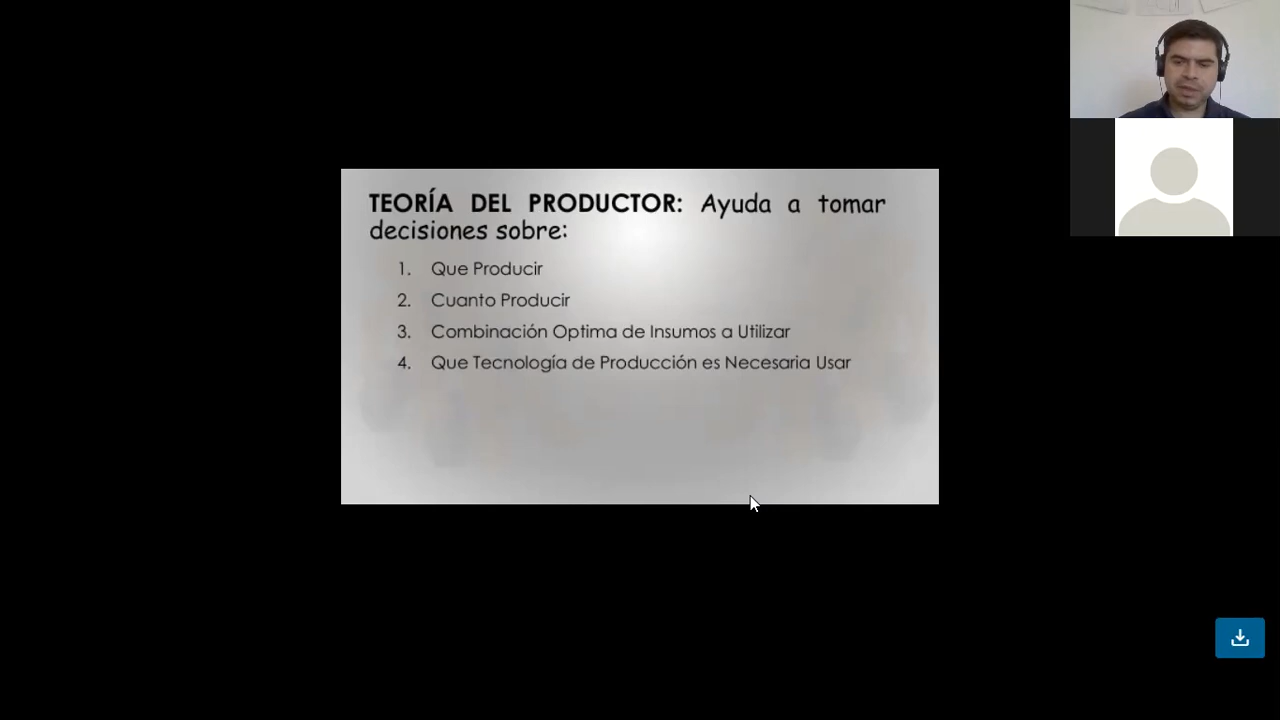 TEORÍA DEL PRODUCTOR: Ayuda a tomar
decisiones sobre:
1. Que Producir
2. Cuanto Producir
3. Combinación Optima de Insumos a Utilizar
4. Que Tecnología de Producción es Necesaria Usar